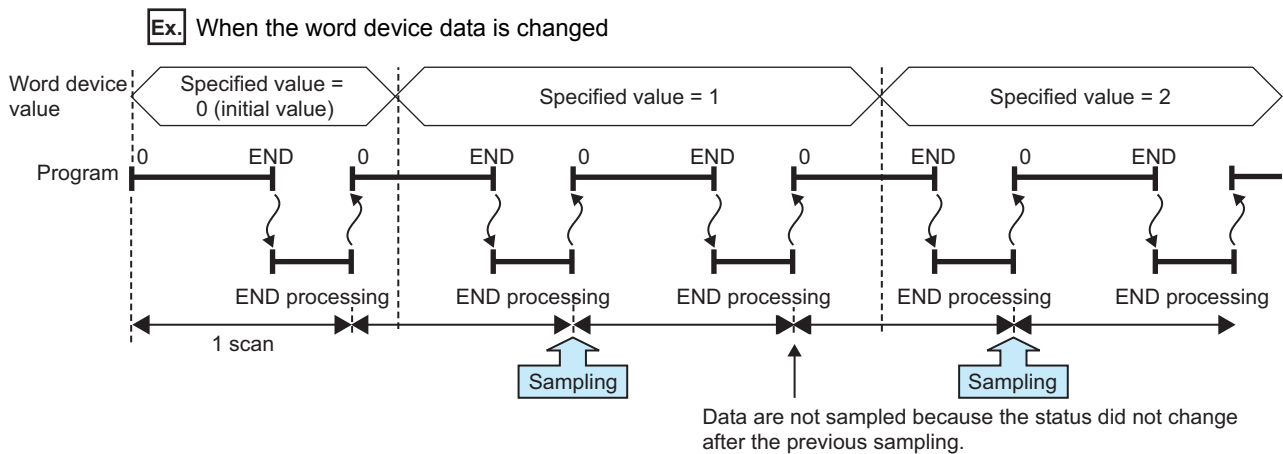 Ex. When the word device data is changed
Word device
value
Specified value =
0 (initial value)
Specified value = 1
Specified value = 2
Program
0 END 0 END 0 END 0 END 0 END
END processing END processing END processing END processing END processing
1 scan
Sampling
Sampling
Data are not sampled because the status did not change
after the previous sampling.